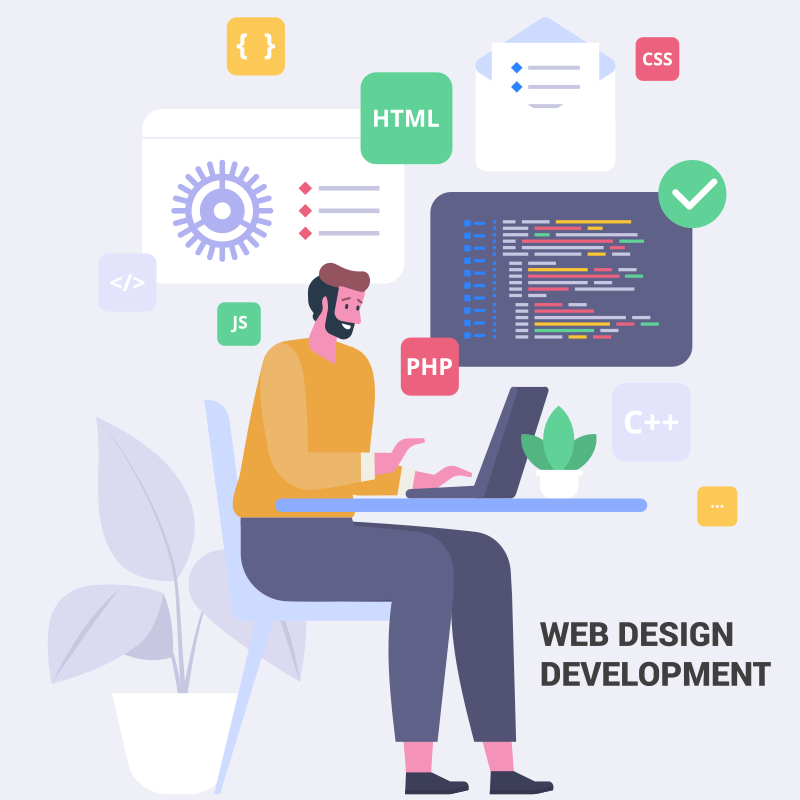 { }
CSS
HTML
</>
JS
PHP
C++
...
WEB DESIGN
DEVELOPMENT